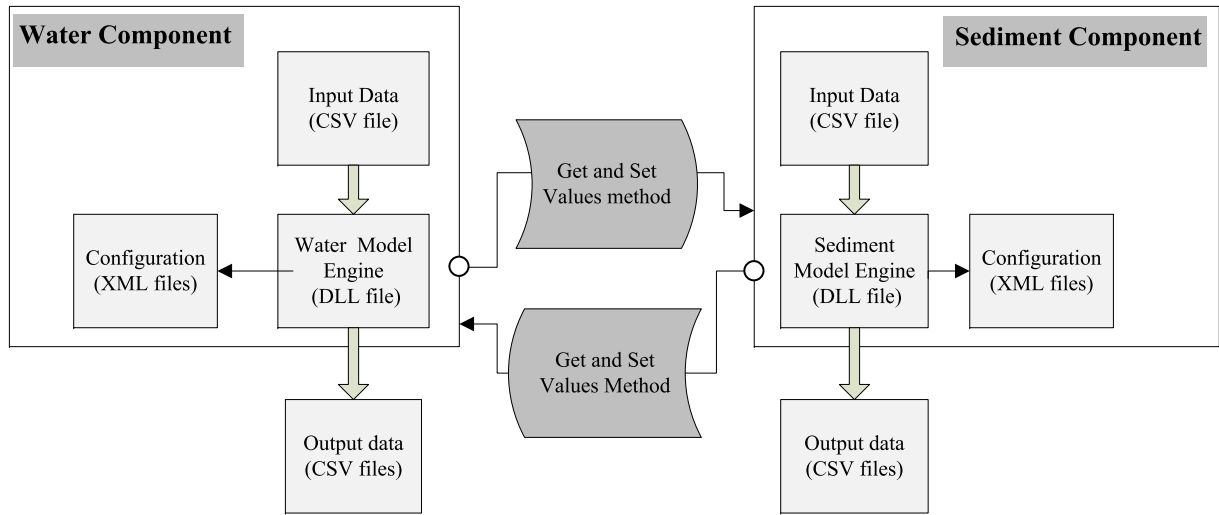 Water Component
Input Data
(CSV file)
Configuration
(XML files)
Water Model
Engine
(DLL file)
Output data
(CSV files)
Get and Set
Values method
Get and Set
Values Method
Sediment Component
Input Data
(CSV file)
Sediment
Model Engine
(DLL file)
Configuration
(XML files)
Output data
(CSV files)